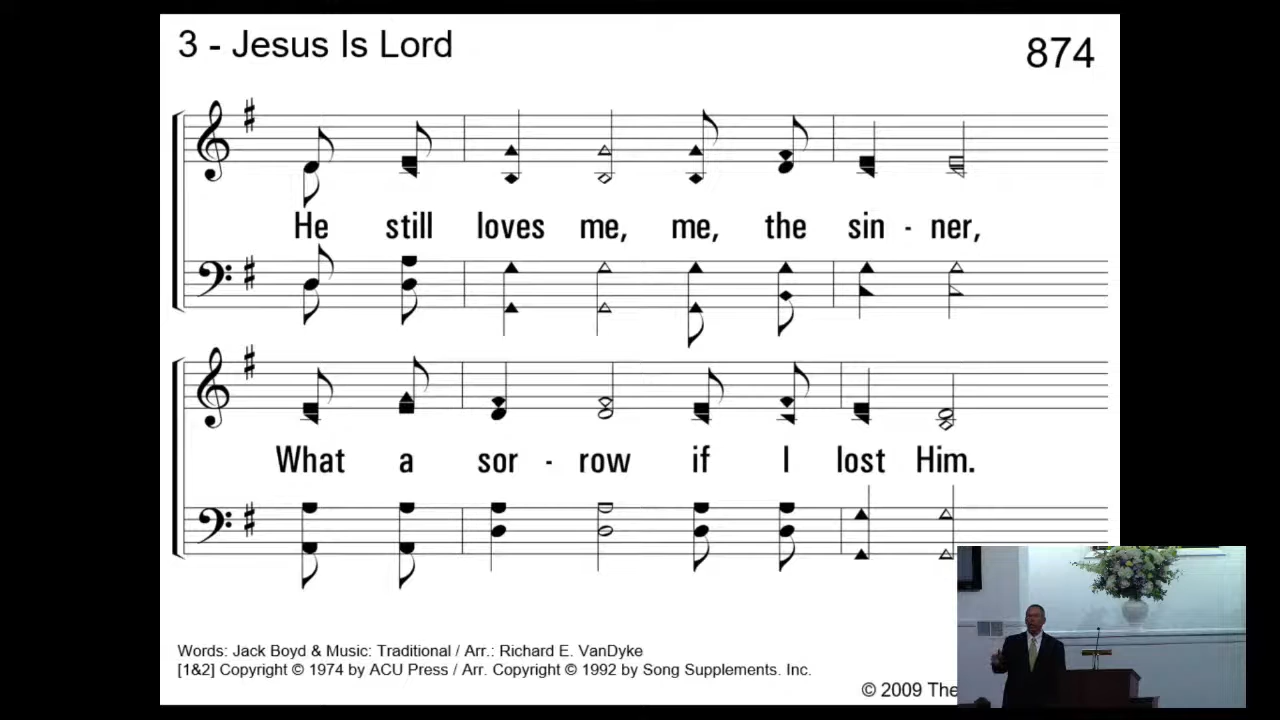 3 - Jesus Is Lord
874
He still loves me, me, the sin - ner,
What a sor - row if I lost Him.
Words: Jack Boyd & Music: Traditional / Arr.: Richard E. VanDyke
[1&2] Copyright © 1974 by ACU Press / Arr. Copyright © 1992 by Song Supplements. Inc.
© 2009 The